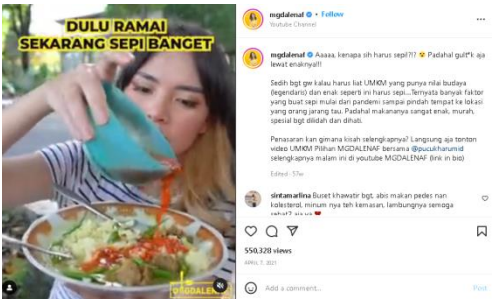 DULU RAMAI
SEKARANG SEPI BANGET
MGDALENAF
mgdalenaf • Follow
Youtube Channel
mgdalenaf Aaaaa, kenapa sih harus sepi!?!? 😢 Padahal gult*k aja
lewat enaknya!!!
Sedih bgt gw kalau harus liat UMKM yang punya nilai budaya
(legendaris) dan enak seperti ini harus sepi...Ternyata banyak faktor
yang buat sepi mulai dari pandemi sampai pndah tempat ke lokasi
yang orang jarang tau. Padahal makananya sangat enak, murah,
spesial bgt dilidah dan dihati.
Penasaran kan gimana kisah selengkapnya? Langsung aja tonton
video UMKM Pilihan MGDALENAF bersama @pucukharumid
selengkapnya malam ini di youtube MGDALENAF (link in bio)
Edited · 57w
sintamarlina Buset khawatir bgt, abis makan pedes nan
kolesterol, minum nya teh kemasan, lambungnya semoga
sehat2 aja ya
550,328 views
APRIL 7, 2021
Add a comment...
Post